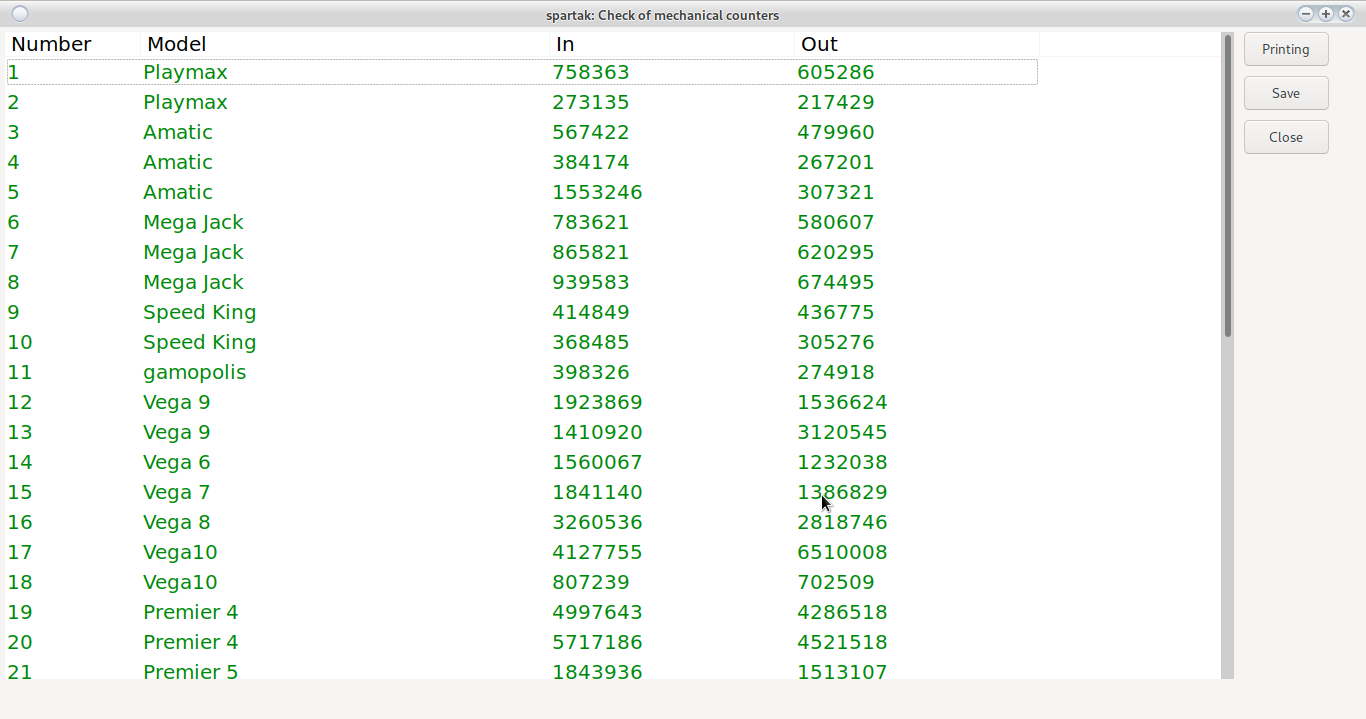 spartak: Check of mechanical counters
Number Model In Out
1 Playmax 758363 605286
2 Playmax 273135 217429
3 Amatic 567422 479960
4 Amatic 384174 267201
5 Amatic 1553246 307321
6 Mega Jack 783621 580607
7 Mega Jack 865821 620295
8 Mega Jack 939583 674495
9 Speed King 414849 436775
10 Speed King 368485 305276
11 gamopolis 398326 274918
12 Vega 9 1923869 1536624
13 Vega 9 1410920 3120545
14 Vega 6 1560067 1232038
15 Vega 7 1841140 1386829
16 Vega 8 3260536 2818746
17 Vega10 4127755 6510008
18 Vega10 807239 702509
19 Premier 4 4997643 4286518
20 Premier 4 5717186 4521518
21 Premier 5 1843936 1513107
Printing
Save
Close